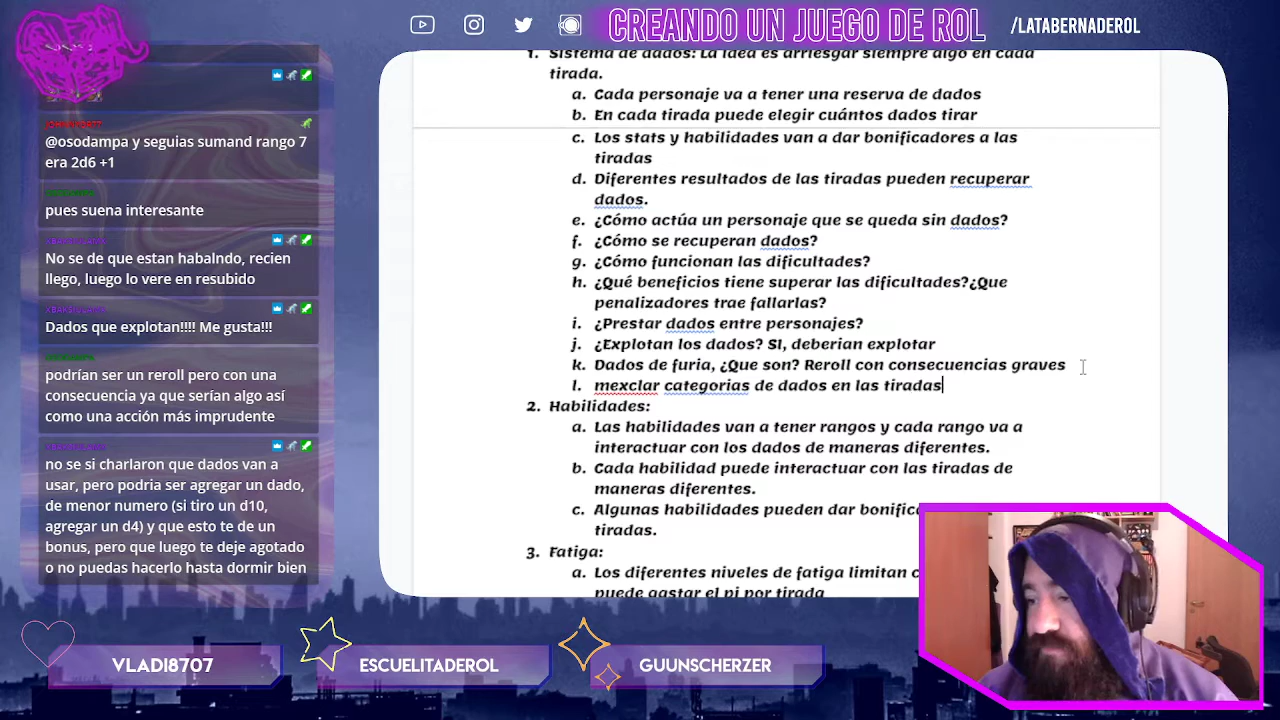 CREANDO UN JUEGO DE ROL
/LATABERNADEROL
@osodampa y seguias sumand rango 7
era 2d6 +1
pues suena interesante
No se de que estan habalndo, recien
llego, luego lo vere en resubido
Dados que explotan!!!! Me gusta!!!
podrían ser un reroll pero con una
consecuencia ya que serían algo así
como una acción más imprudente
no se si charlaron que dados van a
usar, pero podria ser agregar un dado,
de menor numero (si tiro un d10,
agregar un d4) y que esto te de un
bonus, pero que luego te deje agotado
o no puedas hacerlo hasta dormir bien
1. Sistema de dados: La idea es arriesgar siempre algo en cada
tirada.
a. Cada personaje va a tener una reserva de dados
b. En cada tirada puede elegir cuántos dados tirar
c. Los stats y habilidades van a dar bonificadores a las
tiradas
d. Diferentes resultados de las tiradas pueden recuperar
dados.
e. ¿Cómo actúa un personaje que se queda sin dados?
f. ¿Cómo se recuperan dados?
g. ¿Cómo funcionan las dificultades?
h. ¿Qué beneficios tiene superar las dificultades?¿Que
penalizadores trae fallarlas?
i. ¿Prestar dados entre personajes?
j. ¿Explotan los dados? SI, deberian explotar
k. Dados de furia, ¿Que son? Reroll con consecuencias graves
l. mexclar categorias de dados en las tiradas
2. Habilidades:
a. Las habilidades van a tener rangos y cada rango va a
interactuar con los dados de maneras diferentes.
b. Cada habilidad puede interactuar con las tiradas de
maneras diferentes.
c. Algunas habilidades pueden dar bonifica
tiradas.
3. Fatiga:
a. Los diferentes niveles de fatiga limitan
puede gastar el pj por tirada
VLADI8707
ESCUELITADEROL
GUUNSCHERZER